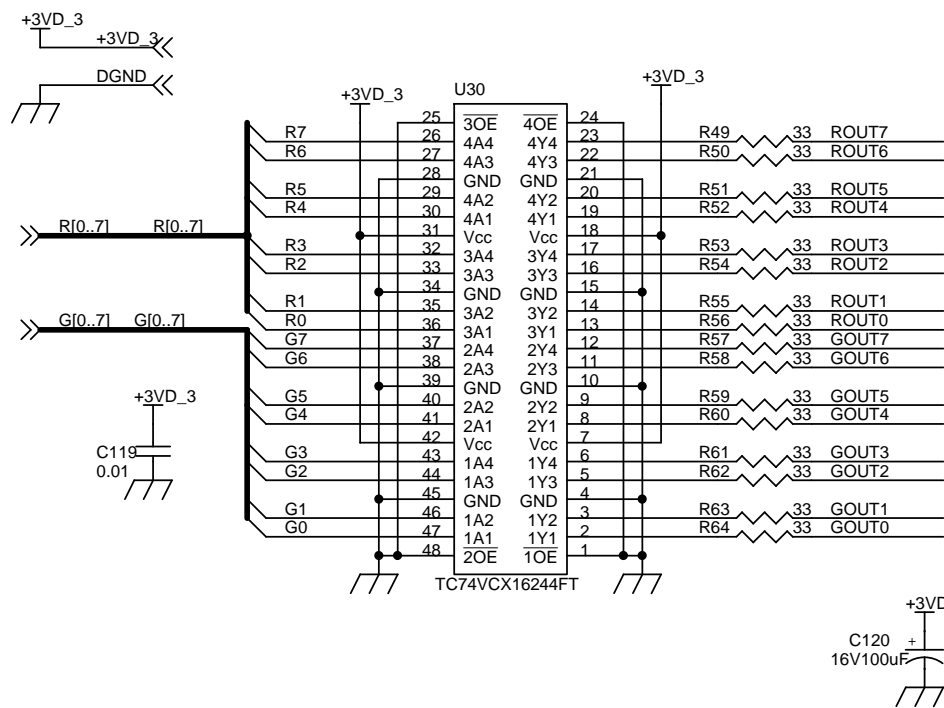 +3VD_3
+3VD_3
DGND
+3VD_3
U30
+3VD_3
R7 25 3OE 4OE 24 R49 33 ROUT7
R6 26 4A4 4Y4 23 R50 33 ROUT6
27 4A3 4Y3 22
28 GND GND 21
R5 29 4A2 4Y2 20 R51 33 ROUT5
R4 30 4A1 4Y1 19 R52 33 ROUT4
R[0..7] R[0..7] 31 Vcc Vcc 18
R3 32 3A4 3Y4 17 R53 33 ROUT3
R2 33 3A3 3Y3 16 R54 33 ROUT2
34 GND GND 15
R1 35 3A2 3Y2 14 R55 33 ROUT1
G[0..7] G[0..7] R0 36 3A1 3Y1 13 R56 33 ROUT0
G7 37 2A4 2Y4 12 R57 33 GOUT7
G6 38 2A3 2Y3 11 R58 33 GOUT6
39 GND GND 10
+3VD_3 G5 40 2A2 2Y2 9 R59 33 GOUT5
G4 41 2A1 2Y1 8 R60 33 GOUT4
42 Vcc Vcc 7
C119 G3 43 1A4 1Y4 6 R61 33 GOUT3
0.01 G2 44 1A3 1Y3 5 R62 33 GOUT2
45 GND GND 4
G1 46 1A2 1Y2 3 R63 33 GOUT1
G0 47 1A1 1Y1 2 R64 33 GOUT0
48 2OE 1OE 1
TC74VCX16244FT
+3VD
C120 +
16V100uF